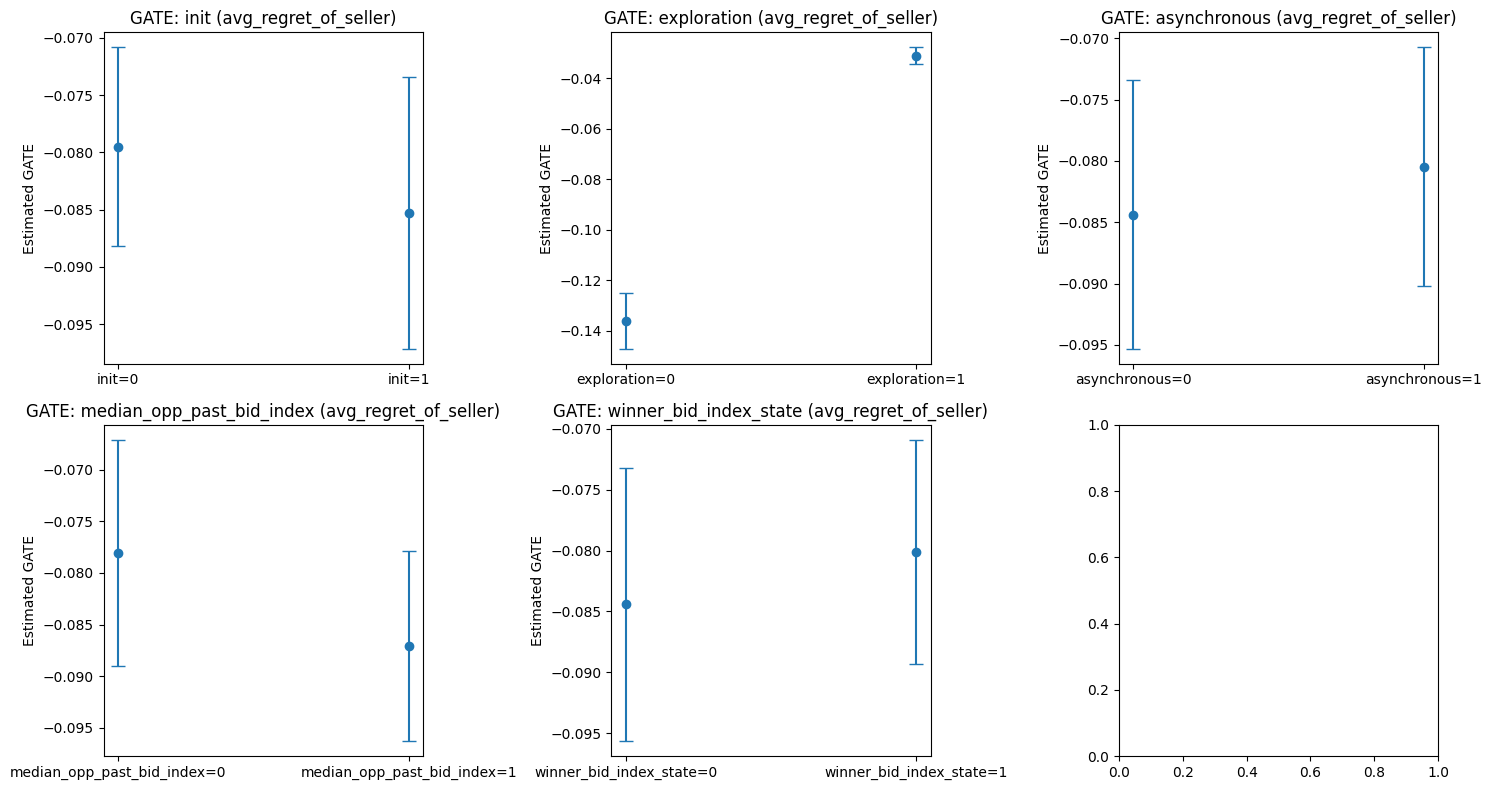 GATE: init (avg_regret_of_seller)
Estimated GATE
−0.070
−0.075
−0.080
−0.085
−0.090
−0.095
init=0
init=1
GATE: exploration (avg_regret_of_seller)
Estimated GATE
−0.04
−0.06
−0.08
−0.10
−0.12
−0.14
exploration=0
exploration=1
GATE: asynchronous (avg_regret_of_seller)
Estimated GATE
−0.070
−0.075
−0.080
−0.085
−0.090
−0.095
asynchronous=0
asynchronous=1
GATE: median_opp_past_bid_index (avg_regret_of_seller)
Estimated GATE
−0.070
−0.075
−0.080
−0.085
−0.090
−0.095
median_opp_past_bid_index=0
median_opp_past_bid_index=1
GATE: winner_bid_index_state (avg_regret_of_seller)
Estimated GATE
−0.070
−0.075
−0.080
−0.085
−0.090
−0.095
winner_bid_index_state=0
winner_bid_index_state=1
1.0
0.8
0.6
0.4
0.2
0.0
0.0 0.2 0.4 0.6 0.8 1.0